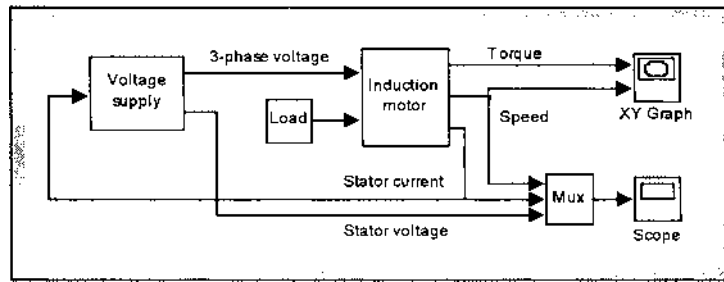 3-phase voltage
Torque
Voltage
supply
Induction
motor
Load
Speed
XY Graph
Stator current
Mux
Stator voltage
Scope